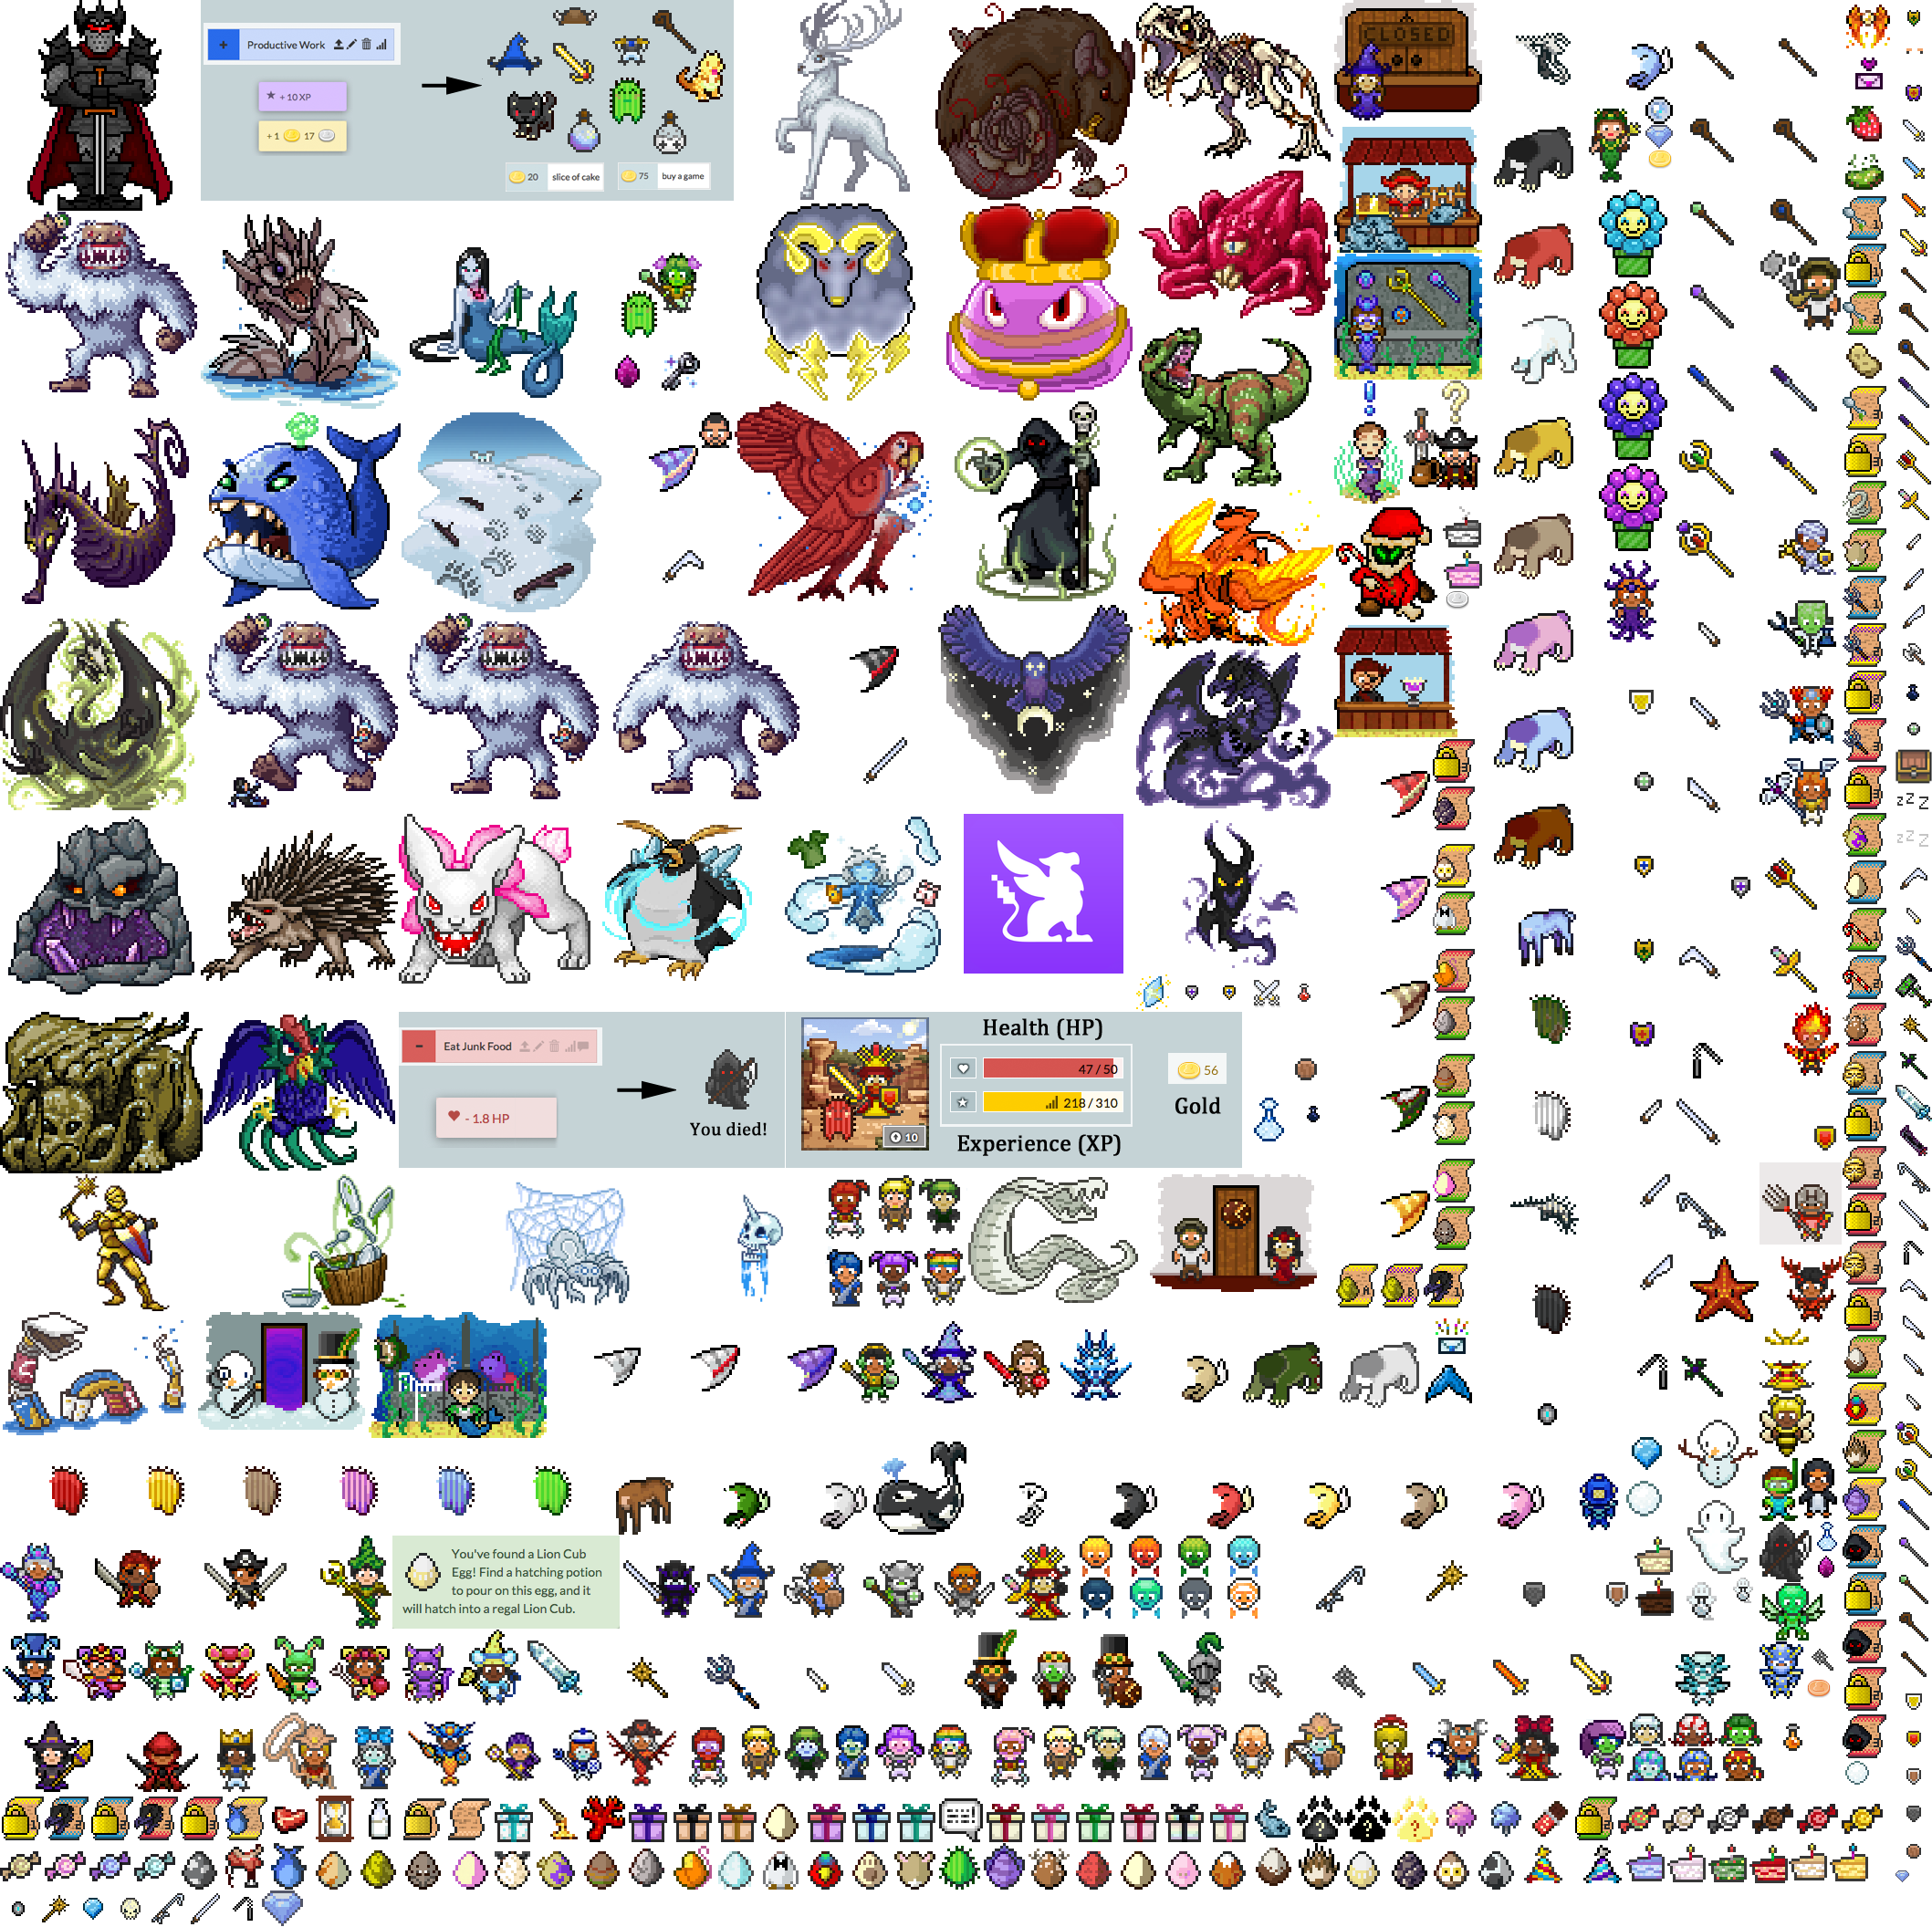 Productive Work
+ 10 XP
+ 1 17
20 slice of cake
75 buy a game
CLOSED
Eat Junk Food
- 1.8 HP
You died!
Health (HP)
47 / 50
218 / 310
Experience (XP)
10
56
Gold
You've found a Lion Cub
Egg! Find a hatching potion
to pour on this egg, and it
will hatch into a regal Lion Cub.